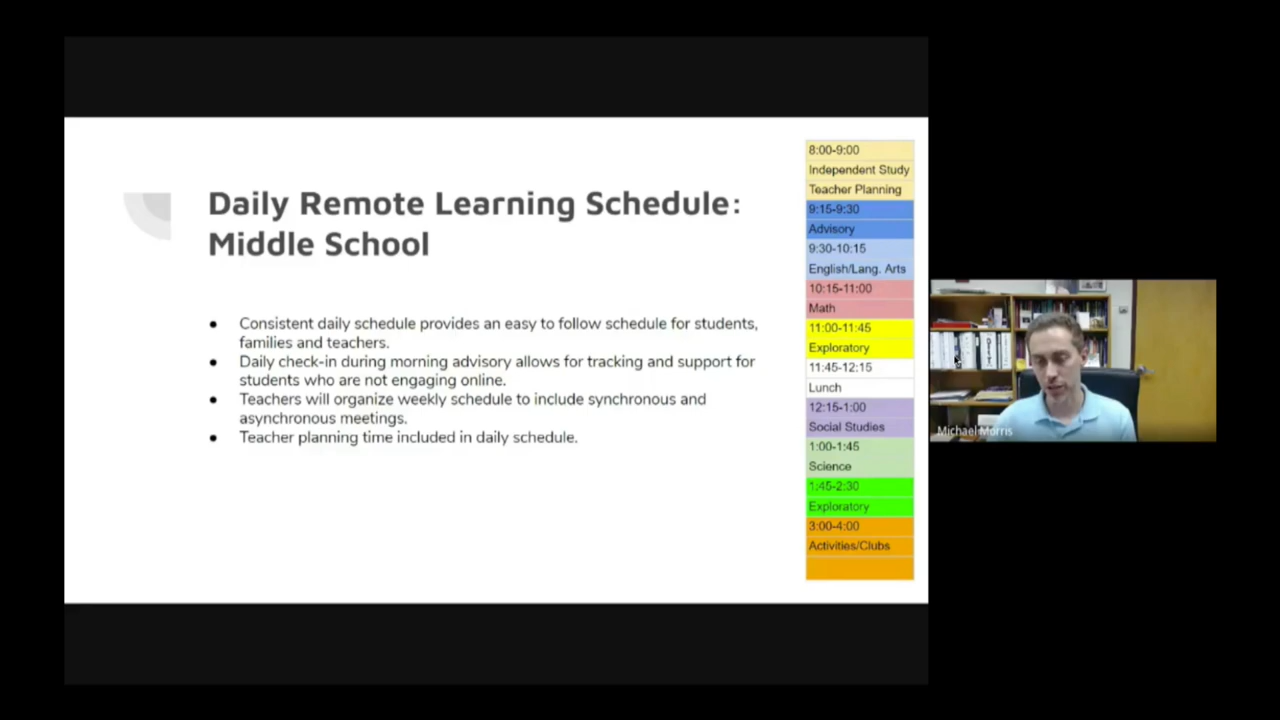 Daily Remote Learning Schedule:
Middle School
● Consistent daily schedule provides an easy to follow schedule for students,
families and teachers.
● Daily check-in during morning advisory allows for tracking and support for
students who are not engaging online.
● Teachers will organize weekly schedule to include synchronous and
asynchronous meetings.
● Teacher planning time included in daily schedule.
8:00-9:00
Independent Study
Teacher Planning
9:15-9:30
Advisory
9:30-10:15
English/Lang. Arts
10:15-11:00
Math
11:00-11:45
Exploratory
11:45-12:15
Lunch
12:15-1:00
Social Studies
1:00-1:45
Science
1:45-2:30
Exploratory
3:00-4:00
Activities/Clubs
Michael Morris